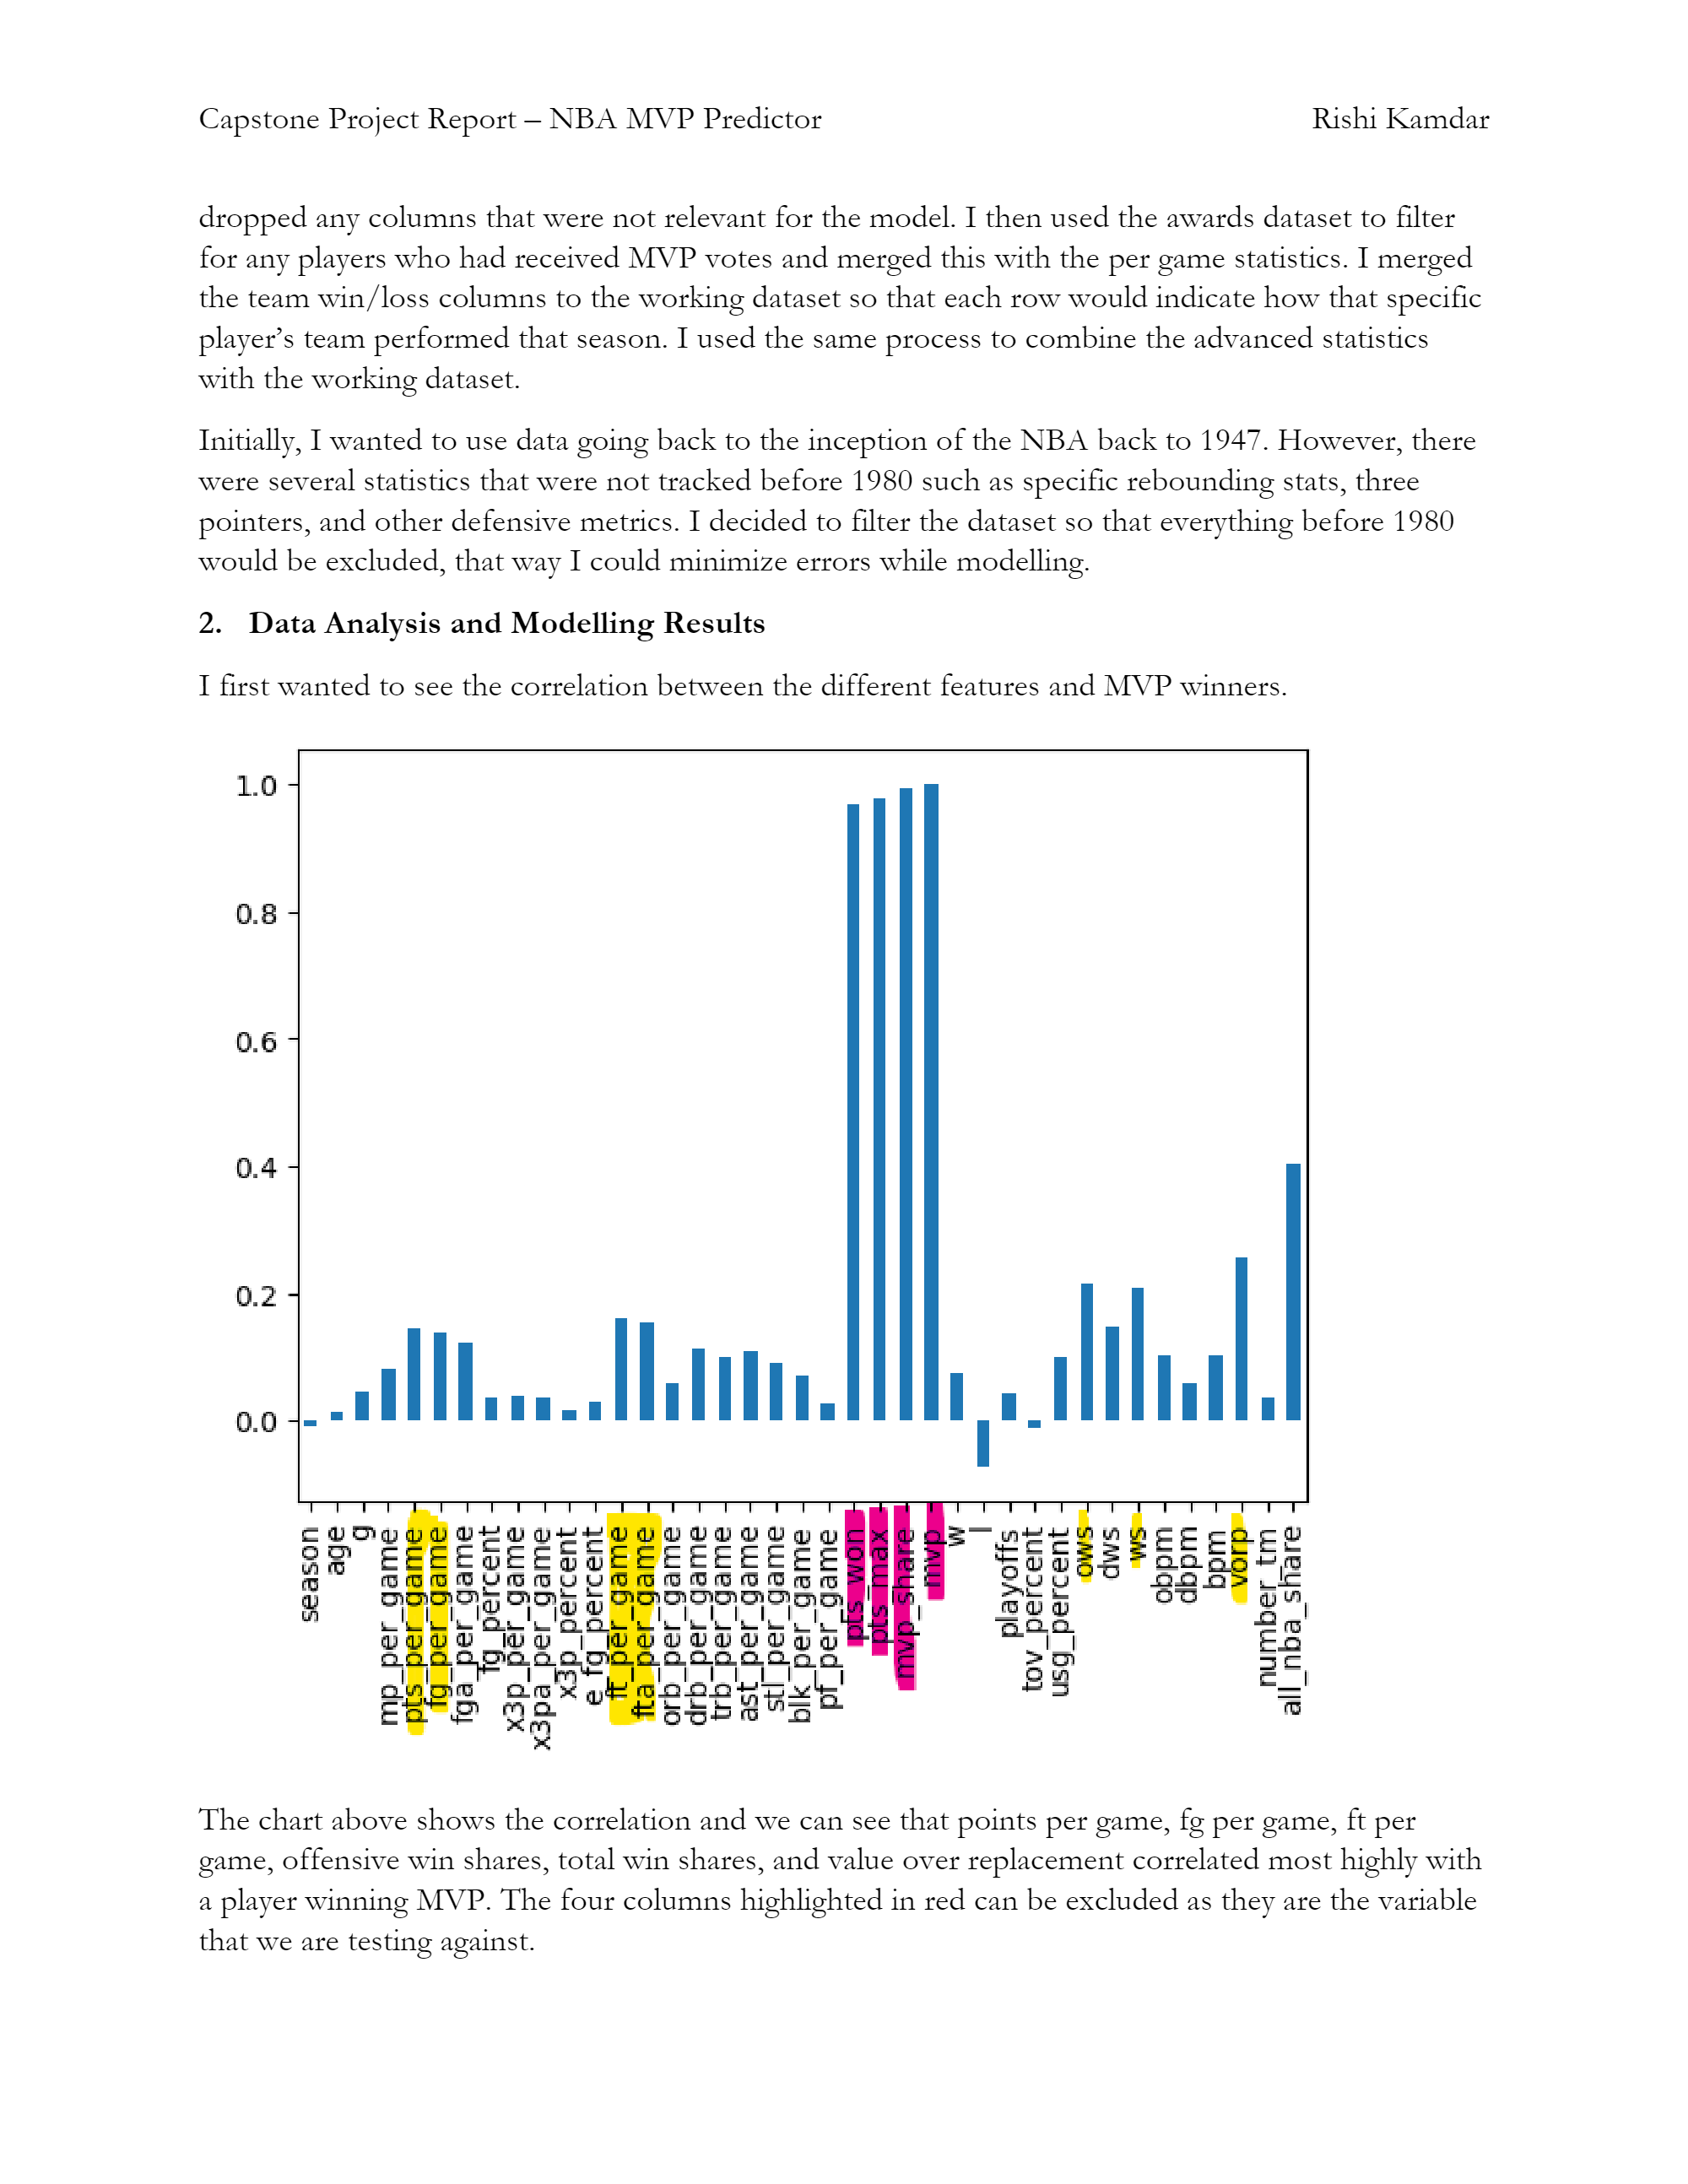 Capstone Project Report – NBA MVP Predictor Rishi Kamdar
dropped any columns that were not relevant for the model. I then used the awards dataset to filter
for any players who had received MVP votes and merged this with the per game statistics. I merged
the team win/loss columns to the working dataset so that each row would indicate how that specific
player’s team performed that season. I used the same process to combine the advanced statistics
with the working dataset.
Initially, I wanted to use data going back to the inception of the NBA back to 1947. However, there
were several statistics that were not tracked before 1980 such as specific rebounding stats, three
pointers, and other defensive metrics. I decided to filter the dataset so that everything before 1980
would be excluded, that way I could minimize errors while modelling.
2. Data Analysis and Modelling Results
I first wanted to see the correlation between the different features and MVP winners.
1.0
0.8
0.6
0.4
0.2
0.0
season
age
g
mp_per_game
pts_per_game
fg_per_game
fga_per_game
fg_percent
x3p_per_game
x3pa_per_game
x3p_percent
e_fg_percent
ft_per_game
fta_per_game
orb_per_game
drb_per_game
trb_per_game
ast_per_game
stl_per_game
blk_per_game
pf_per_game
pts_won
pts_max
mvp_share
mvp
w
l
playoffs
tov_percent
usg_percent
ows
dws
ws
obpm
dbpm
bpm
vorp
number_tm
all_nba_share
The chart above shows the correlation and we can see that points per game, fg per game, ft per
game, offensive win shares, total win shares, and value over replacement correlated most highly with
a player winning MVP. The four columns highlighted in red can be excluded as they are the variable
that we are testing against.